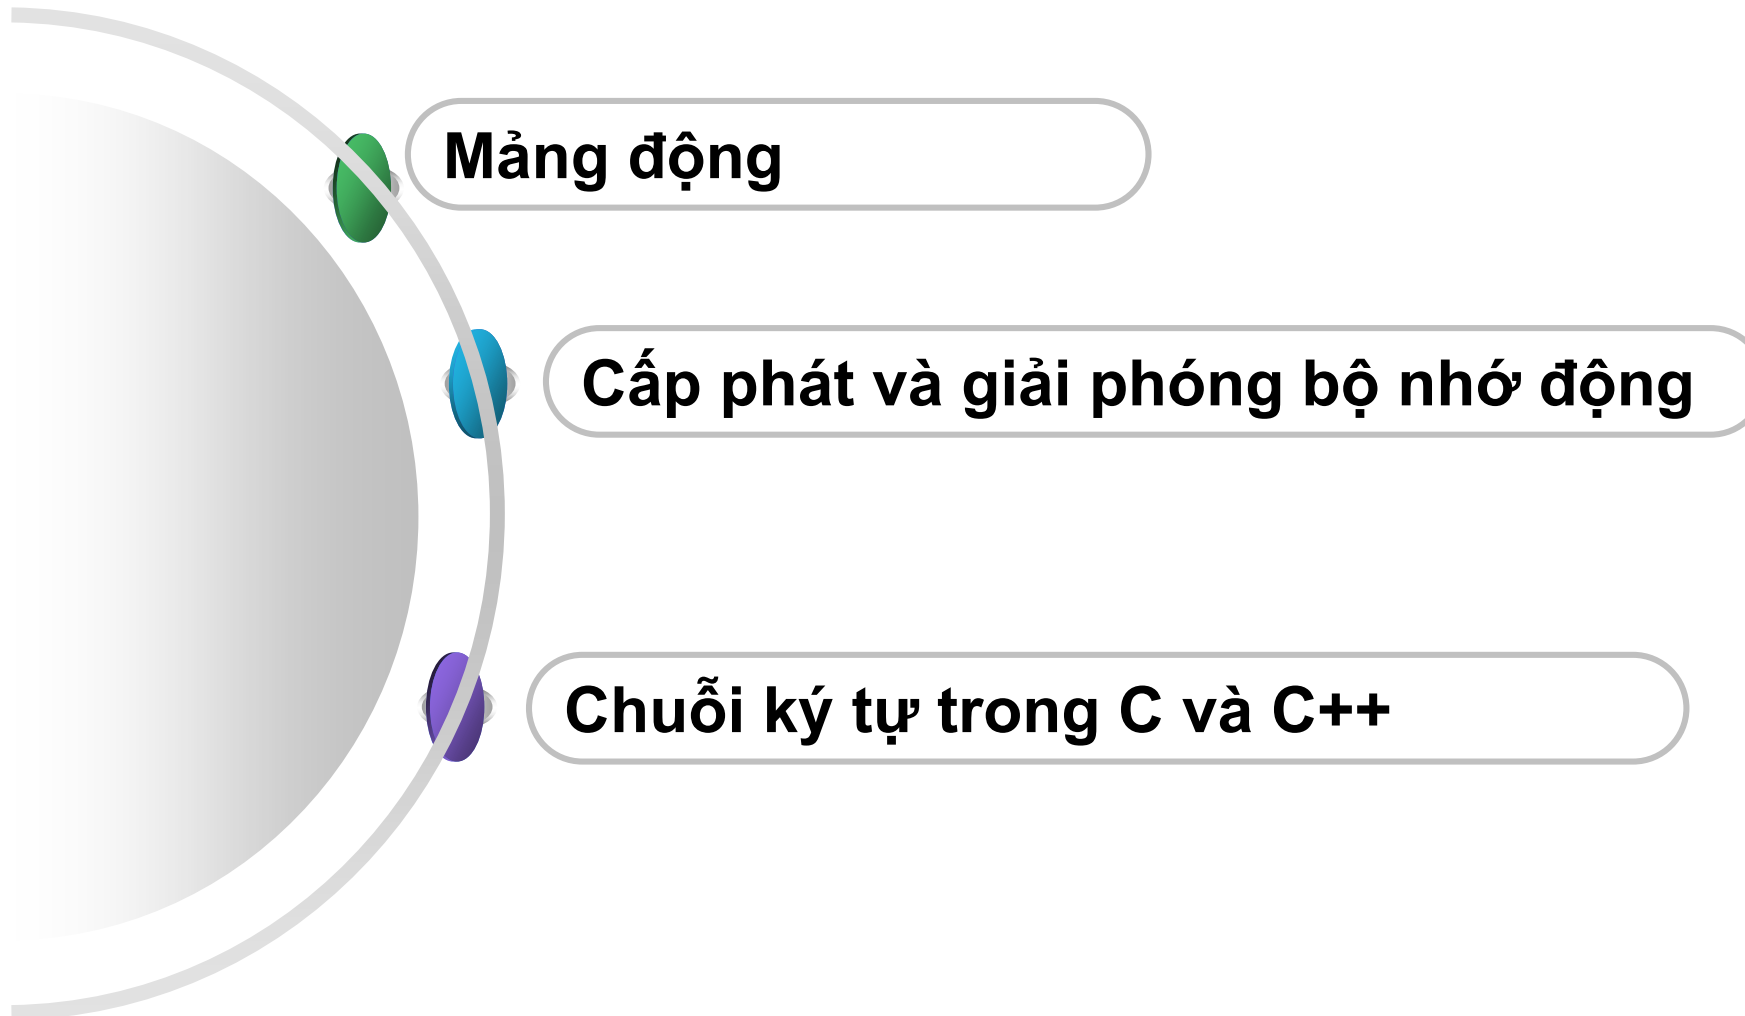 Mảng động
Cấp phát và giải phóng bộ nhớ động
Chuỗi ký tự trong C và C++